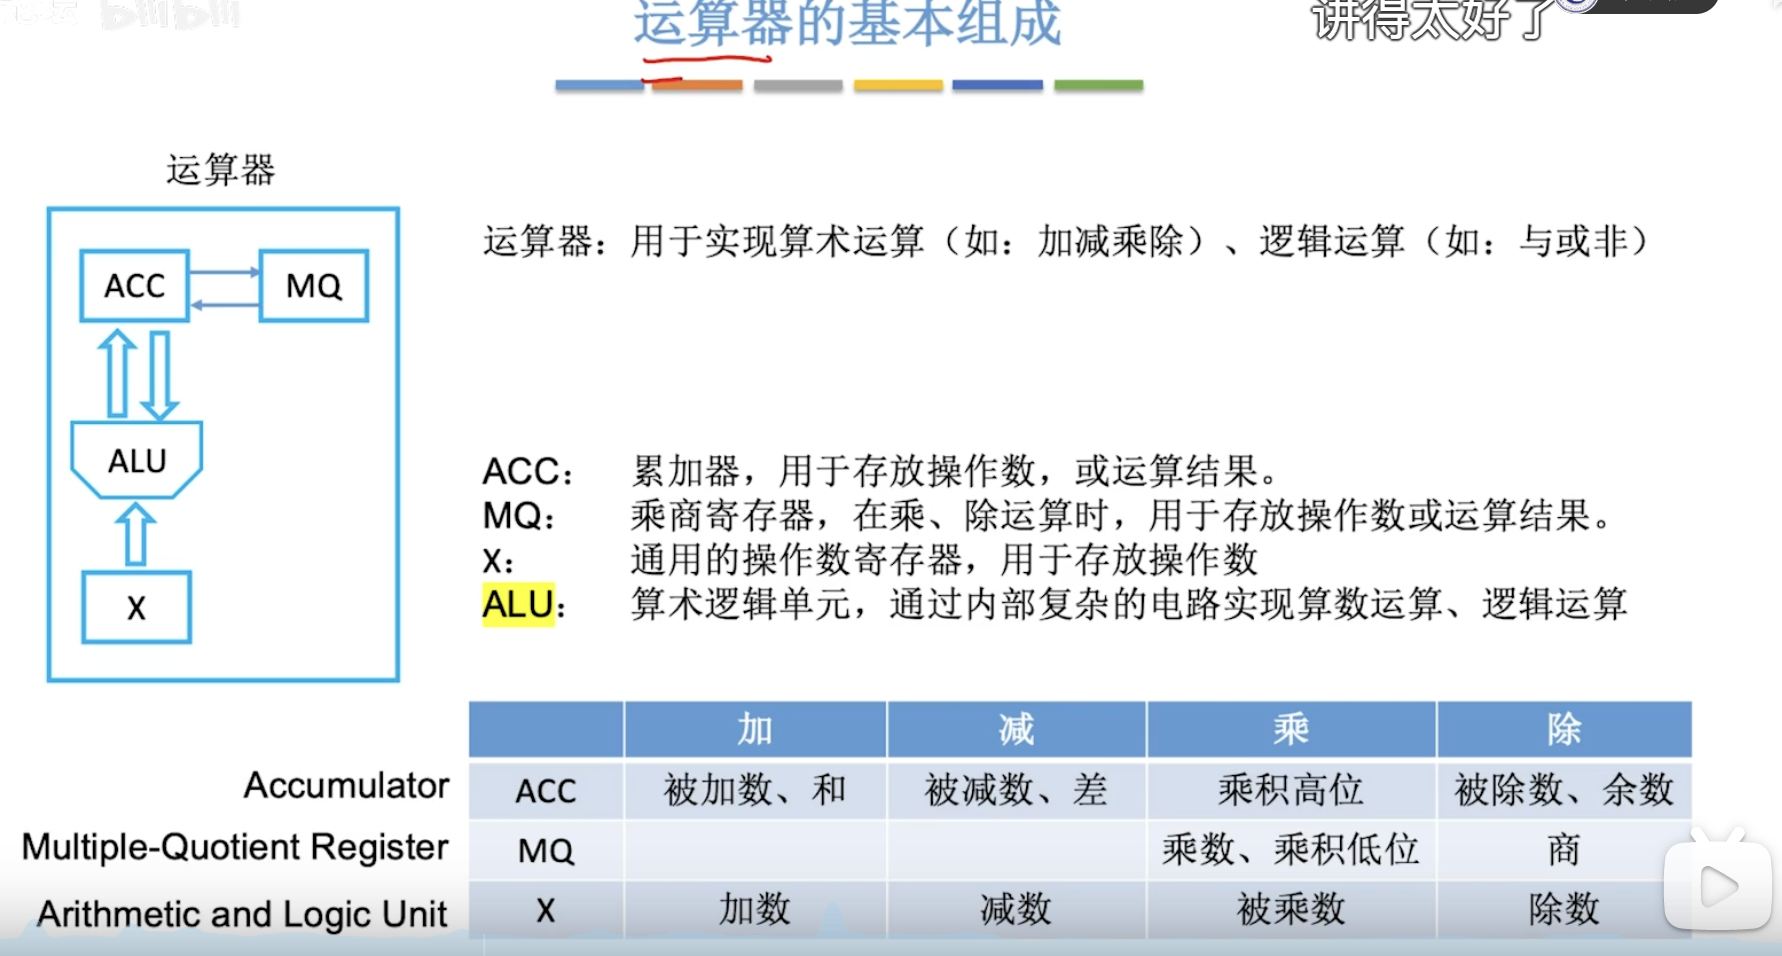 bilibili
运算器的基本组成
讲得太好了
运算器
ACC
MQ
ALU
X
运算器：用于实现算术运算（如：加减乘除）、逻辑运算（如：与或非）
ACC： 累加器，用于存放操作数，或运算结果。
MQ： 乘商寄存器，在乘、除运算时，用于存放操作数或运算结果。
X： 通用的操作数寄存器，用于存放操作数
ALU： 算术逻辑单元，通过内部复杂的电路实现算数运算、逻辑运算
加 减 乘 除
Accumulator ACC 被加数、和 被减数、差 乘积高位 被除数、余数
Multiple-Quotient Register MQ 乘数、乘积低位 商
Arithmetic and Logic Unit X 加数 减数 被乘数 除数